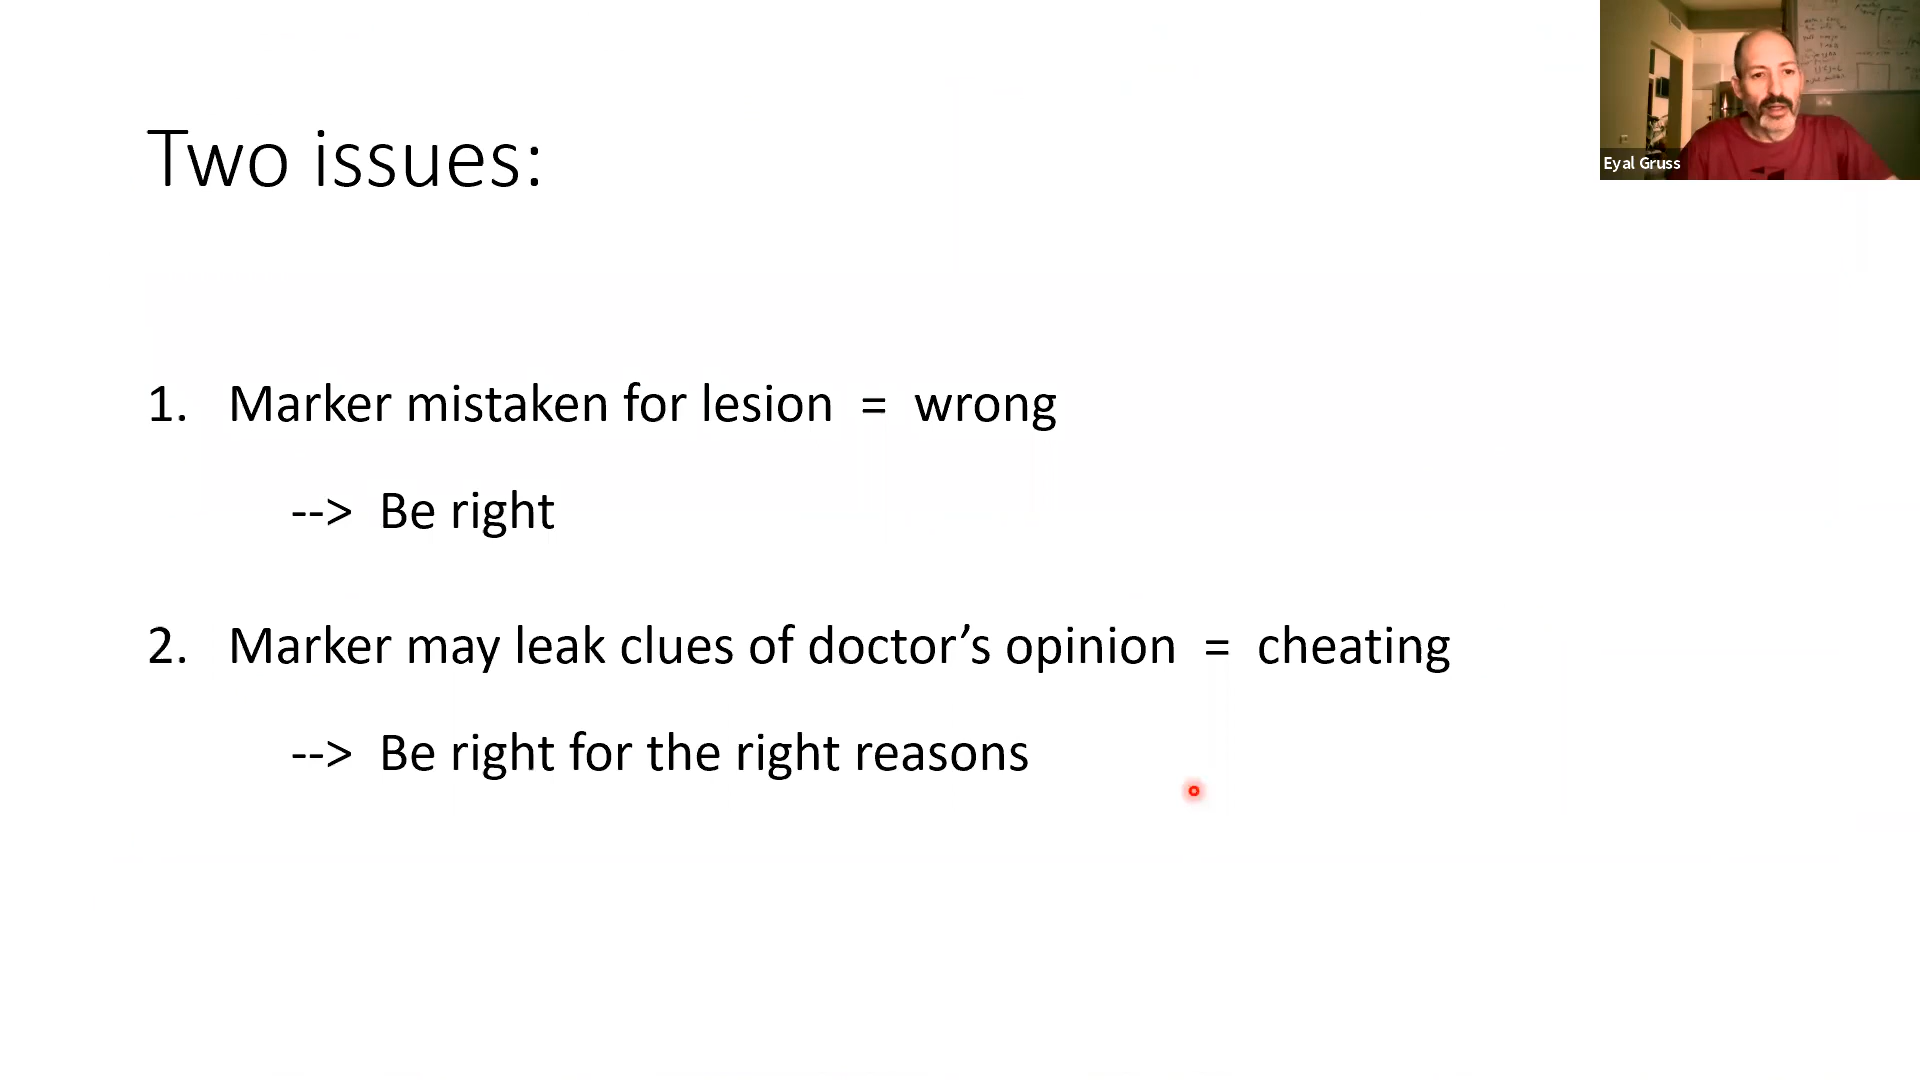 Two issues:
1. Marker mistaken for lesion = wrong
--> Be right
2. Marker may leak clues of doctor’s opinion = cheating
--> Be right for the right reasons
Eyal Gruss